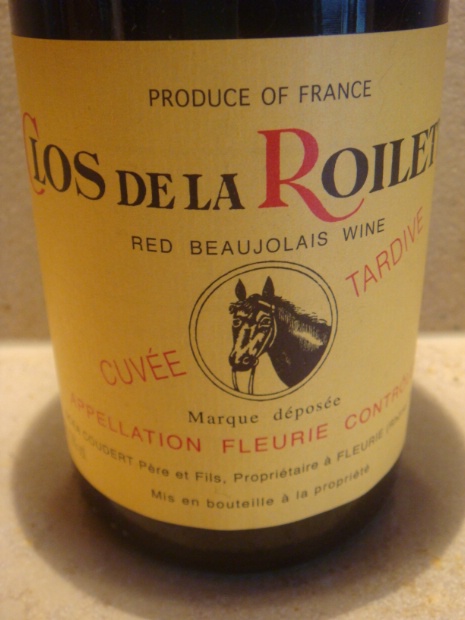 PRODUCE OF FRANCE
CLOS DE LA ROILET
RED BEAUJOLAIS WINE
CUVÉE TARDIVE
Marque déposée
APPELLATION FLEURIE CONTRO
COUDERT Père et Fils, Propriétaire à FLEURIE
Mis en bouteille à la propriété